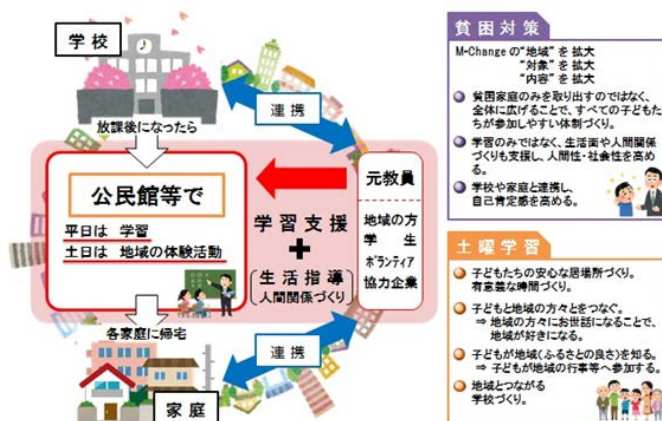 学校
放課後になったら
連携
公民館等で
平日は 学習
土日は 地域の体験活動
学習支援
+
生活指導
人間関係づくり
元教員
地域の方
学 生
ボランティア
協力企業
各家庭に帰宅
連携
家庭
貧困対策
M-Change の“地域” を 拡大
“対象” を 拡大
“内容” を 拡大
貧困家庭のみを取り出すのではなく、
全体に広げることで、すべての子どもた
ちが参加しやすい体制づくり。
学習のみではなく、生活面や人間関係
づくりも支援し、人間性・社会性を高め
る。
学校や家庭と連携し、
自己肯定感を高める。
土曜学習
子どもたちの安心な居場所づくり。
有意義な時間づくり。
子どもと地域の方々とをつなぐ。
⇒ 地域の方々にお世話になることで、
地域が好きになる。
子どもが地域(ふるさとの良さ)を知る。
⇒ 子どもが地域の行事等へ参加する。
地域とつながる
学校づくり。